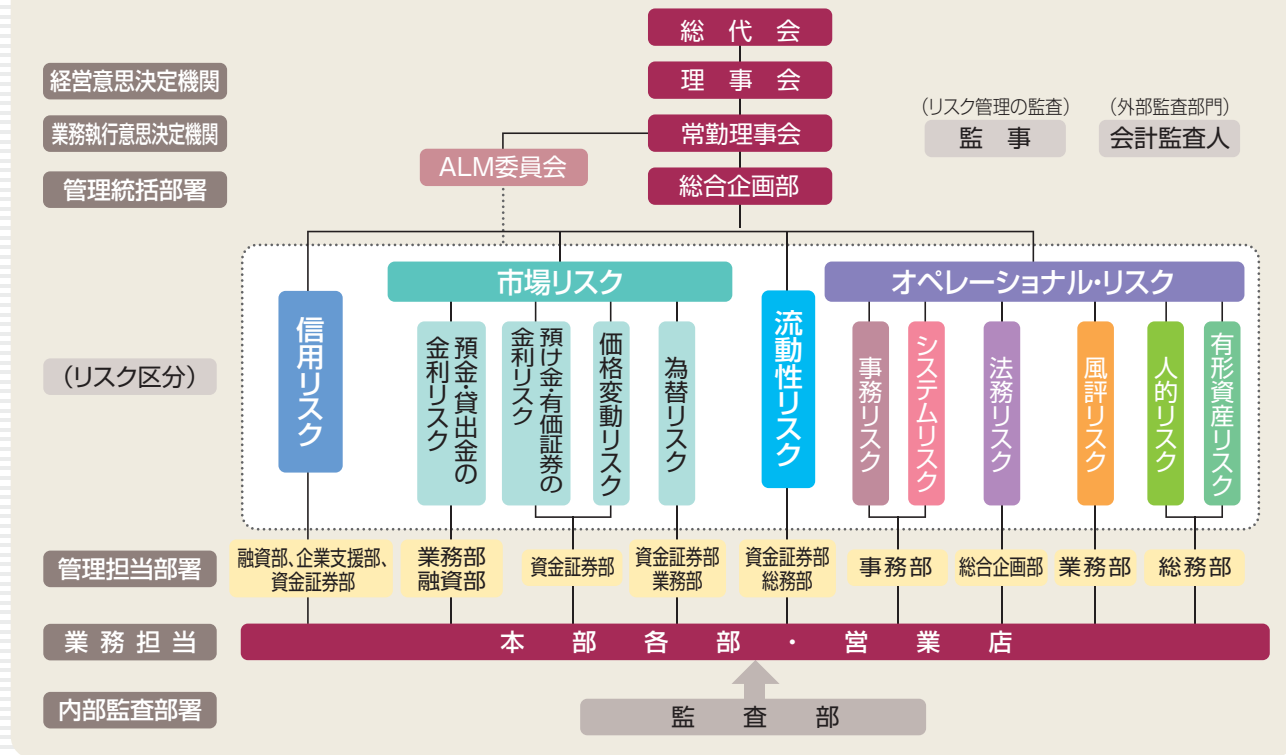 総代会
経営意思決定機関
理事会
業務執行意思決定機関
常勤理事会
(リスク管理の監査)
監事
(外部監査部門)
会計監査人
ALM委員会
管理統括部署
総合企画部
市場リスク
オペレーショナル・リスク
(リスク区分)
信用リスク
預金・貸出金の
金利リスク
預け金・有価証券の
金利リスク
価格変動リスク
為替リスク
流動性リスク
事務リスク
システムリスク
法務リスク
風評リスク
人的リスク
有形資産リスク
管理担当部署
融資部、企業支援部、
資金証券部
業務部
融資部
資金証券部
資金証券部
業務部
資金証券部
総務部
事務部
総合企画部
業務部
総務部
業務担当
本部各部・営業店
内部監査部署
監査部